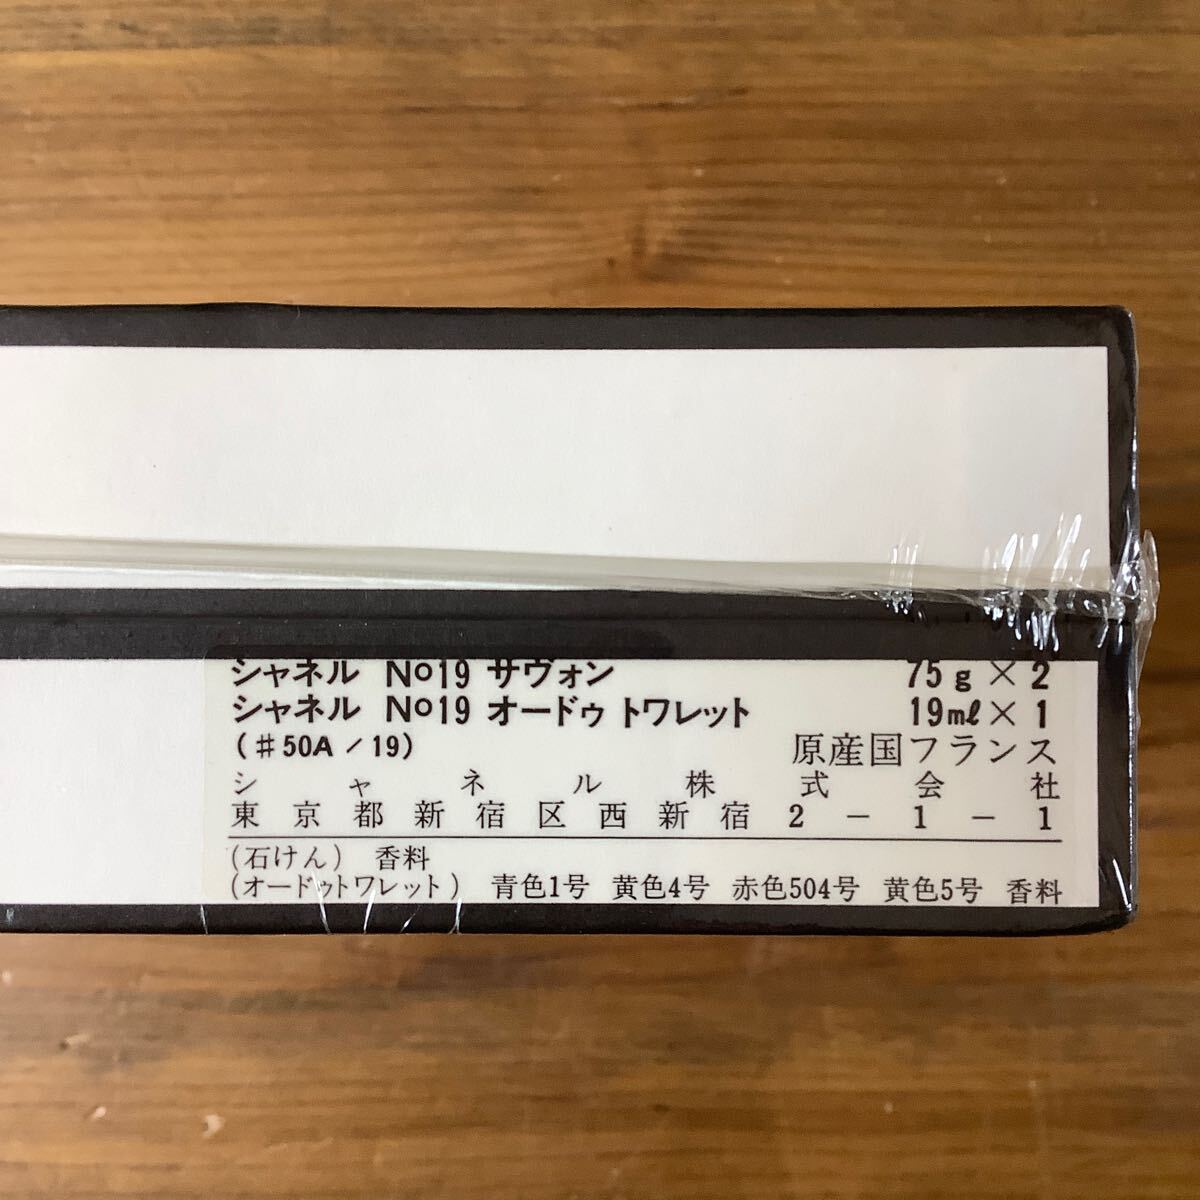 シャネル No19 サヴォン 75g×2
シャネル No19 オードゥ トワレット 19mℓ×1
(♯50A/19) 原産国フランス
シャネル株式会社
東京都新宿区西新宿2-1-1
(石けん) 香料
(オードゥトワレット) 青色1号 黄色4号 赤色504号 黄色5号 香料